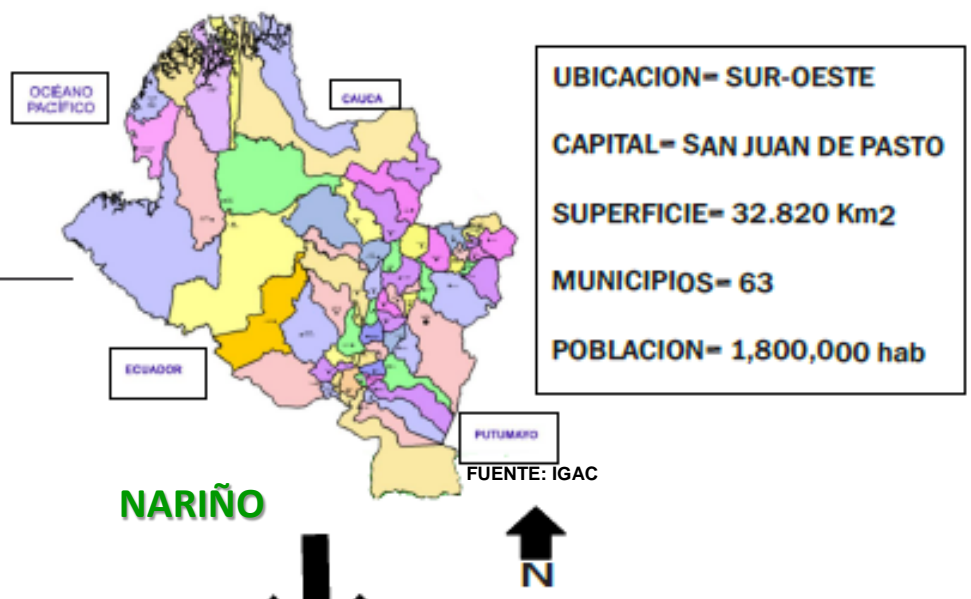 OCÉANO
PACÍFICO
CAUCA
UBICACION= SUR-OESTE
CAPITAL= SAN JUAN DE PASTO
SUPERFICIE= 32.820 Km2
MUNICIPIOS= 63
POBLACION= 1,800,000 hab
ECUADOR
PUTUMAYO
FUENTE: IGAC
NARIÑO
N